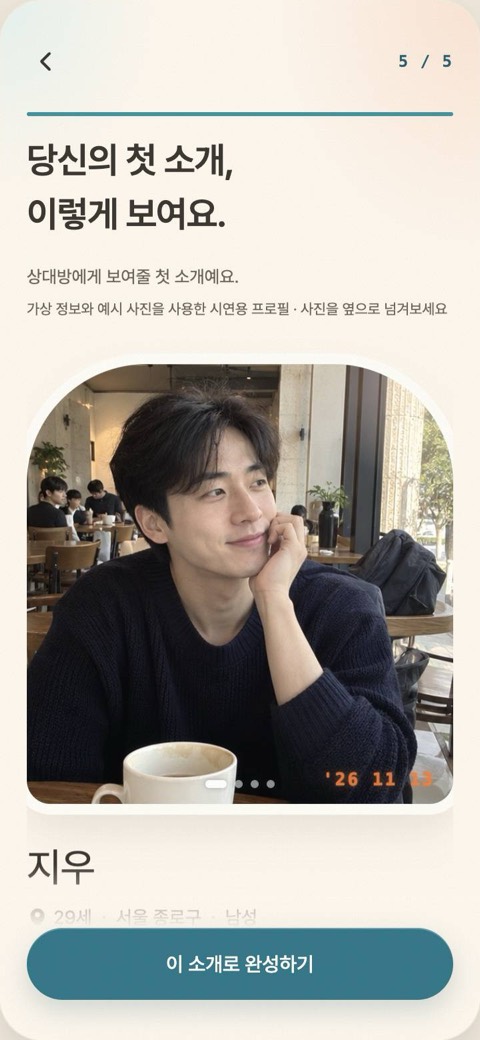 5 / 5
당신의 첫 소개,
이렇게 보여요.
상대방에게 보여줄 첫 소개예요.
가상 정보와 예시 사진을 사용한 시연용 프로필 · 사진을 옆으로 넘겨보세요
'26 11 13
지우
29세 · 서울 종로구 · 남성
이 소개로 완성하기